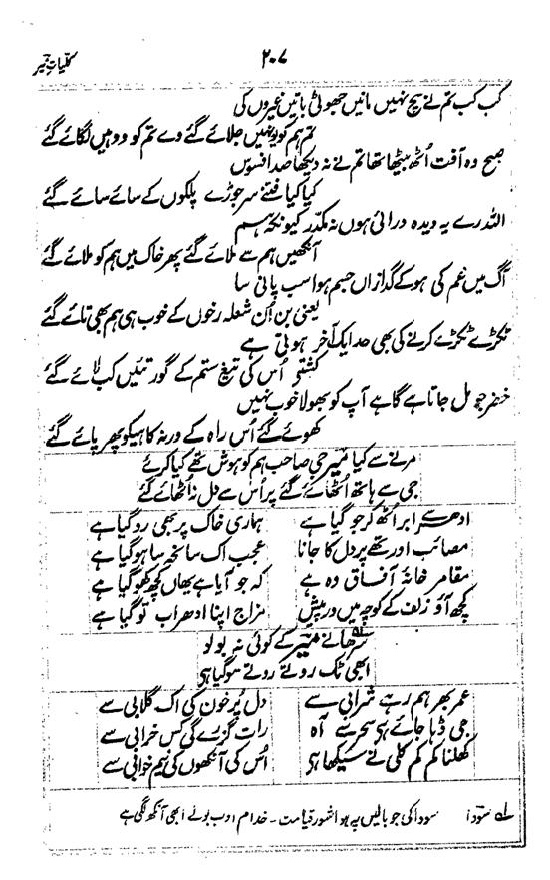 کلیاتِ میر
۲۰۷
کب کب تم نے سچ نہیں مانیں جھوٹی باتیں غیروں کی
تم ہم کو یونہیں جلائے گئے وے تم کو ووہیں لگائے گئے
صبح وہ آفت اُٹھ بیٹھا تھا تم نے نہ دیکھا صد افسوس
کیا کیا فتنے سرجوڑے پلکوں کے سائے سائے گئے
اللہ رے یہ دیدہ درائی ہوں نہ مکدّر کیونکہ ہم
آنکھیں ہم سے ملائے گئے پھر خاک میں ہم کو ملائے گئے
آگ میں غم کی ہو کے گدازاں جسم ہوا سب پانی سا
یعنی بن اُن شعلہ رخوں کے خوب ہی ہم بھی تائے گئے
ٹکڑے ٹکڑے کرنے کی بھی حد ایک آخر ہوتی ہے
کشتے اُس کی تیغِ ستم کے گور تئیں کب لائے گئے
خضر جو مل جاتا ہے گاہے آپ کو بھولا خوب نہیں
کھوئے گئے اُس راہ کے ورنہ کاہیکو پھر پائے گئے
مرنے سے کیا میر جی صاحب ہم کو ہوش تھے کیا کرئیے
جی سے ہاتھ اُٹھائے گئے پر اُس سے دل نہ اُٹھائے گئے
ادھر سے ابر اُٹھ کر جو گیا ہے ہماری خاک پر بھی رو گیا ہے
مصائب اور تھے پر دل کا جانا عجب اک سانحہ سا ہو گیا ہے
مقامر خانۂ آفاق وہ ہے کہ جو آیا ہے یھاں کچھ کھو گیا ہے
کچھ آؤ زلف کے کوچہ میں درپیش مزاج اپنا ادھر اب تو گیا ہے
سرھانے میر کے کوئی نہ بولو
ابھی ٹک روتے روتے سو گیا ہے
عمر بھر ہم رہے شرابی سے دلِ پُر خون کی اک گلابی سے
جی ڈہا جائے ہے سحر سے آہ رات گزرے گی کس خرابی سے
کھلنا کم کم کلی نے سیکھا ہے اُس کی آنکھوں کی نیم خوابی سے
لہ سودا سودا کی جو بالیں پہ ہوا شورِ قیامت - خدام ادب بولے ابھی آنکھ لگی ہے